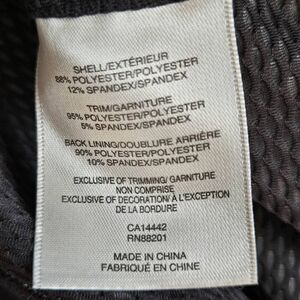 SHELL/EXTÉRIEUR
88% POLYESTER/POLYESTER
12% SPANDEX/SPANDEX
TRIM/GARNITURE
95% POLYESTER/POLYESTER
5% SPANDEX/SPANDEX
BACK LINING/DOUBLURE ARRIÈRE
90% POLYESTER/POLYESTER
10% SPANDEX/SPANDEX
EXCLUSIVE OF TRIMMING/ GARNITURE
NON COMPRISE
EXCLUSIVE OF DECORATION/ À L'EXCEPTION
DE LA BORDURE
CA14442
RN88201
MADE IN CHINA
FABRIQUÉ EN CHINE